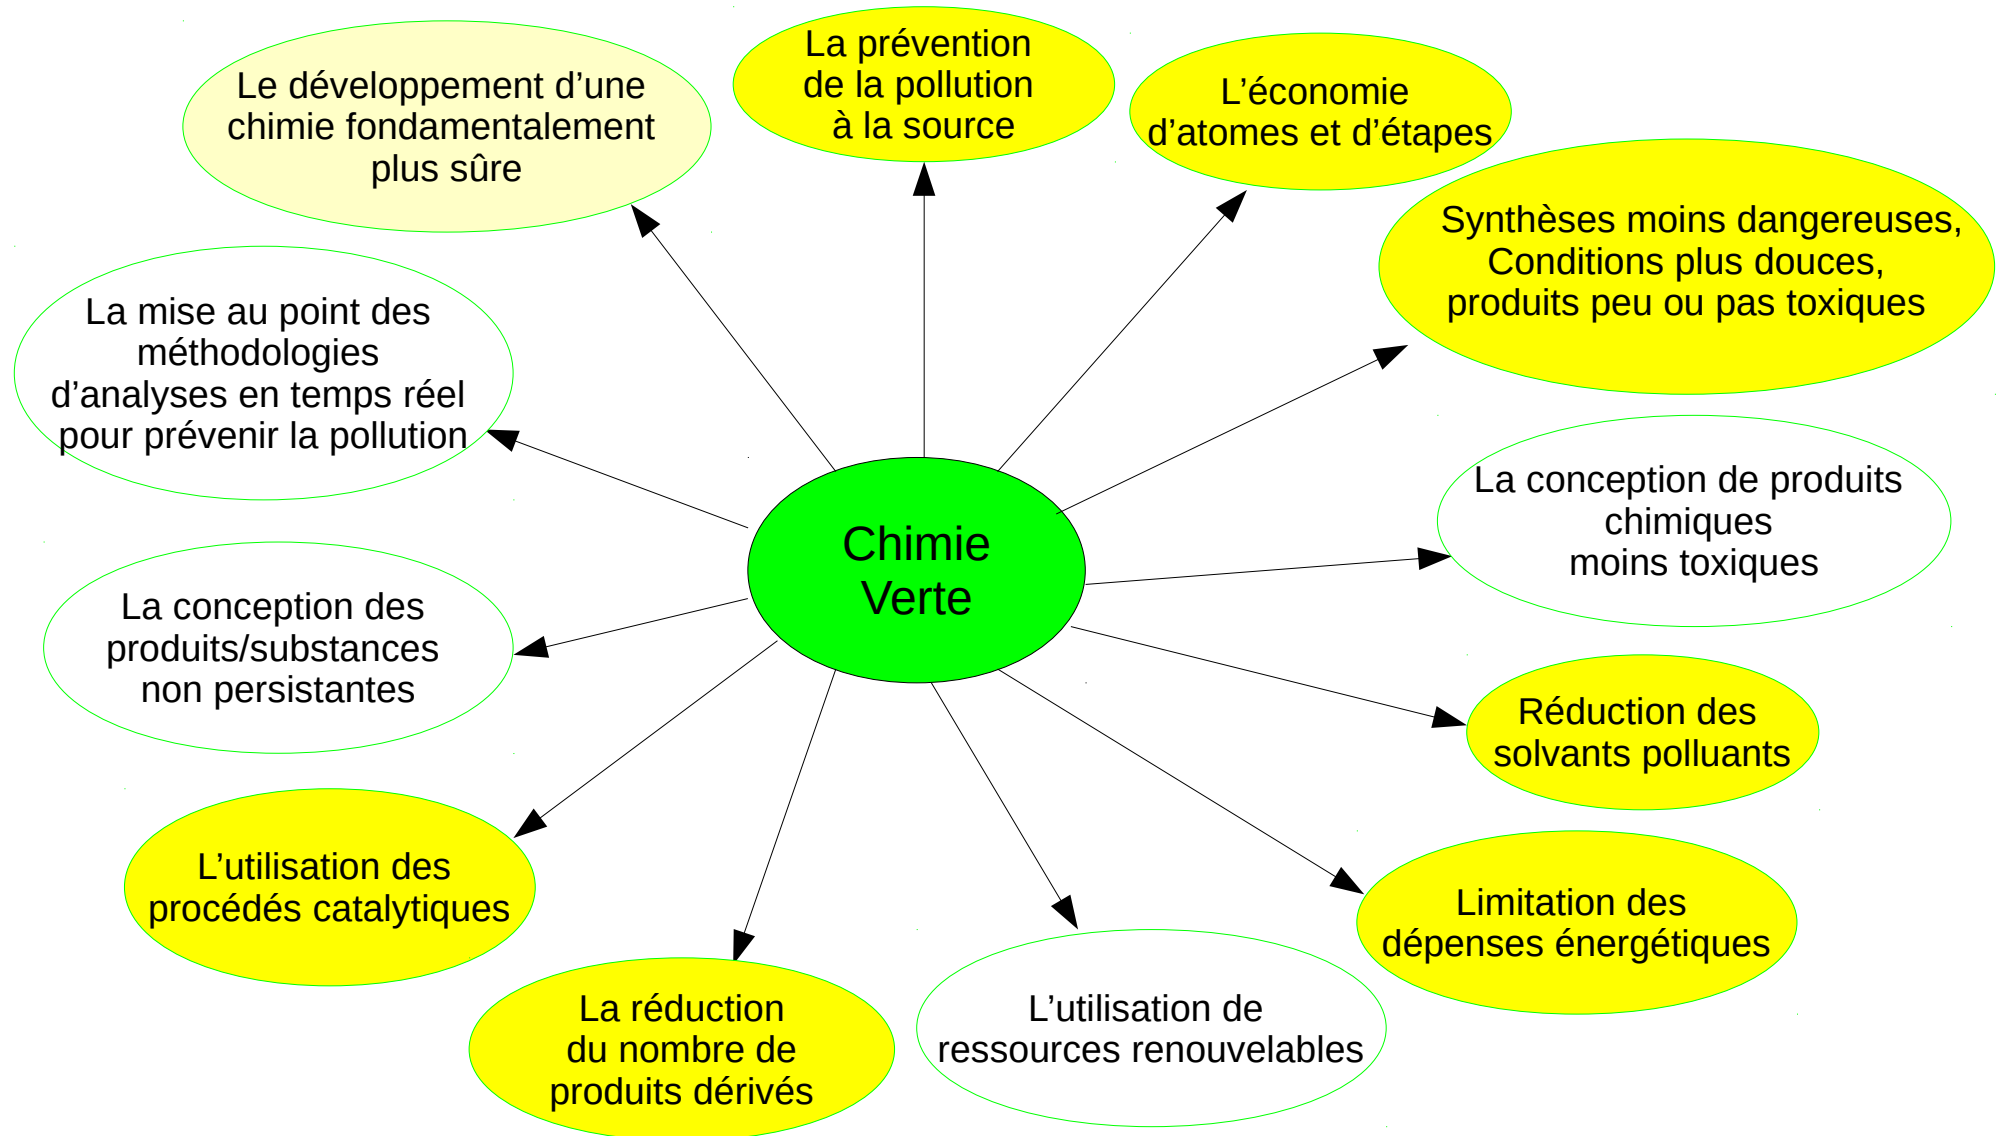 La prévention
de la pollution
à la source
L’économie
d’atomes et d’étapes
Synthèses moins dangereuses,
Conditions plus douces,
produits peu ou pas toxiques
La conception de produits
chimiques
moins toxiques
Réduction des
solvants polluants
Limitation des
dépenses énergétiques
L’utilisation de
ressources renouvelables
La réduction
du nombre de
produits dérivés
L’utilisation des
procédés catalytiques
La conception des
produits/substances
non persistantes
La mise au point des
méthodologies
d’analyses en temps réel
pour prévenir la pollution
Le développement d’une
chimie fondamentalement
plus sûre
Chimie
Verte